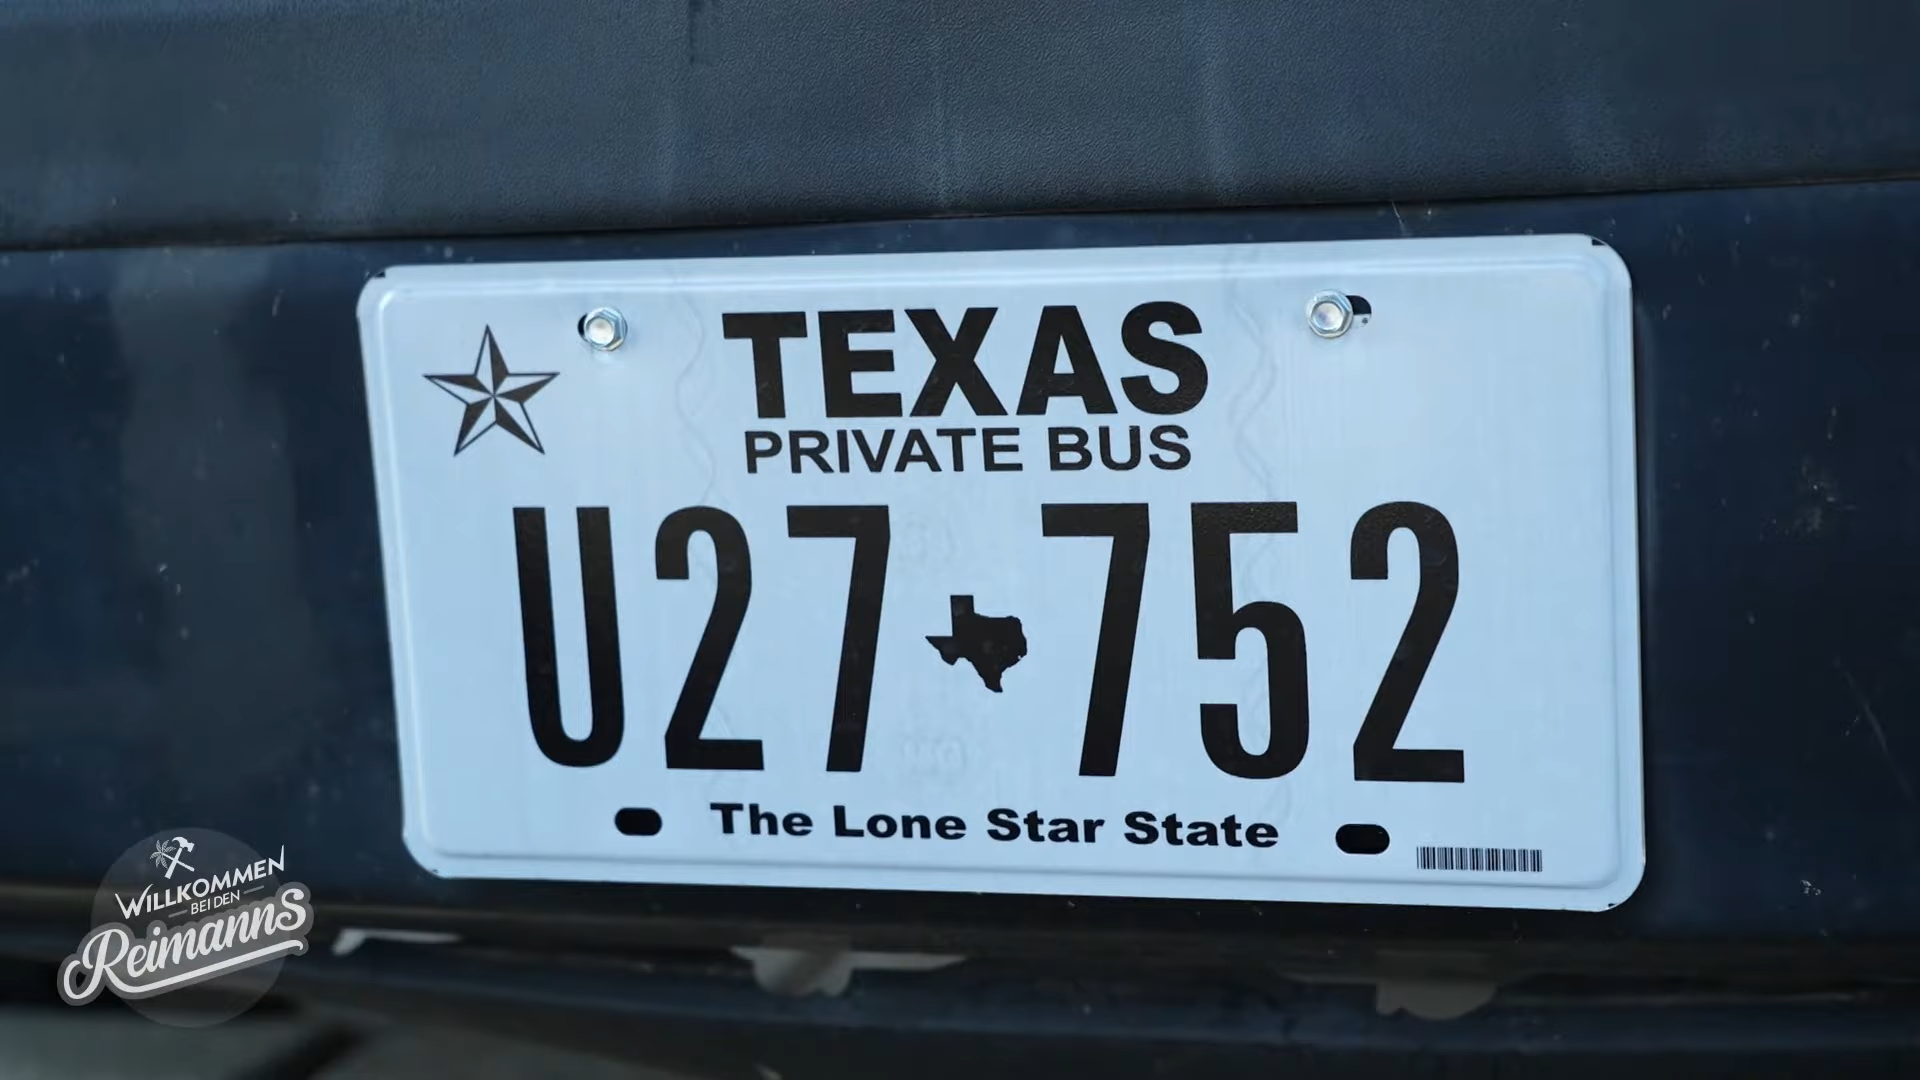 TEXAS
PRIVATE BUS
U27 752
The Lone Star State
WILLKOMMEN
BEI DEN
Reimanns